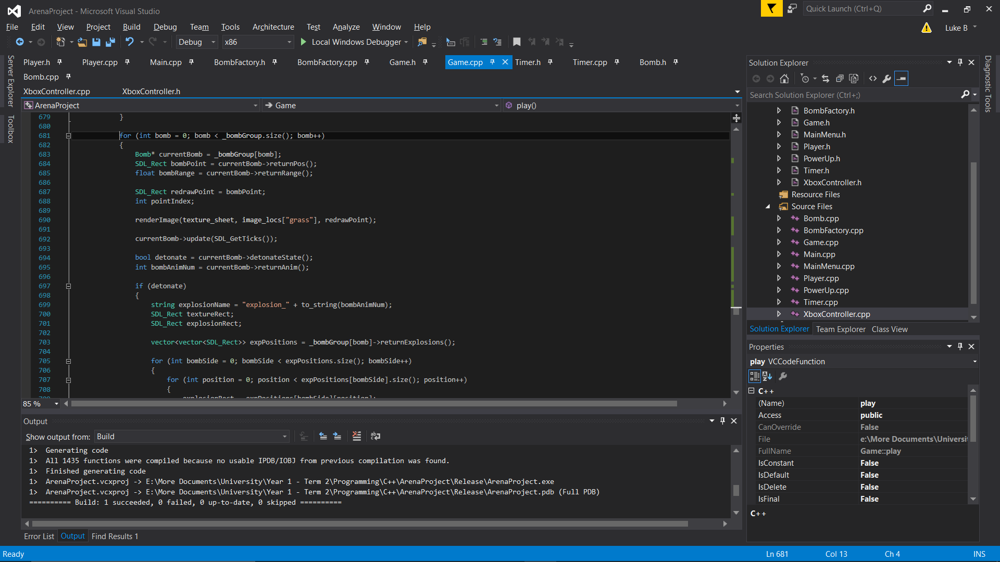 ArenaProject - Microsoft Visual Studio
Quick Launch (Ctrl+Q)
File Edit View Project Build Debug Team Tools Architecture Test Analyze Window Help
Luke B
Debug x86 Local Windows Debugger
Server Explorer
Toolbox
Player.h Player.cpp Main.cpp BombFactory.h BombFactory.cpp Game.h Game.cpp Timer.h Timer.cpp Bomb.h
Bomb.cpp
XboxController.cpp XboxController.h
ArenaProject Game play()
679 }
680
681 for (int bomb = 0; bomb < _bombGroup.size(); bomb++)
682 {
683 Bomb* currentBomb = _bombGroup[bomb];
684 SDL_Rect bombPoint = currentBomb->returnPos();
685 float bombRange = currentBomb->returnRange();
686
687 SDL_Rect redrawPoint = bombPoint;
688 int pointIndex;
689
690 renderImage(texture_sheet, image_locs["grass"], redrawPoint);
691
692 currentBomb->update(SDL_GetTicks());
693
694 bool detonate = currentBomb->detonateState();
695 int bombAnimNum = currentBomb->returnAnim();
696
697 if (detonate)
698 {
699 string explosionName = "explosion_" + to_string(bombAnimNum);
700 SDL_Rect textureRect;
701 SDL_Rect explosionRect;
702
703 vector<vector<SDL_Rect>> expPositions = _bombGroup[bomb]->returnExplosions();
704
705 for (int bombSide = 0; bombSide < expPositions.size(); bombSide++)
706 {
707 for (int position = 0; position < expPositions[bombSide].size(); position++)
708 {
85 %
Output
Show output from: Build
1> Generating code
1> All 1435 functions were compiled because no usable IPDB/IOBJ from previous compilation was found.
1> Finished generating code
1> ArenaProject.vcxproj -> E:\More Documents\University\Year 1 - Term 2\Programming\C++\ArenaProject\Release\ArenaProject.exe
1> ArenaProject.vcxproj -> E:\More Documents\University\Year 1 - Term 2\Programming\C++\ArenaProject\Release\ArenaProject.pdb (Full PDB)
========== Build: 1 succeeded, 0 failed, 0 up-to-date, 0 skipped ==========
Error List Output Find Results 1
Solution Explorer
Search Solution Explorer (Ctrl+;)
BombFactory.h
Game.h
MainMenu.h
Player.h
PowerUp.h
Timer.h
XboxController.h
Resource Files
Source Files
Bomb.cpp
BombFactory.cpp
Game.cpp
Main.cpp
MainMenu.cpp
Player.cpp
PowerUp.cpp
Timer.cpp
XboxController.cpp
Solution Explorer Team Explorer Class View
Properties
play VCCodeFunction
C++
(Name) play
Access public
CanOverride False
File e:\More Documents\Universi
FullName Game::play
IsConstant False
IsDefault False
IsDelete False
IsFinal False
C++
Diagnostic Tools
Ready Ln 681 Col 13 Ch 4 INS